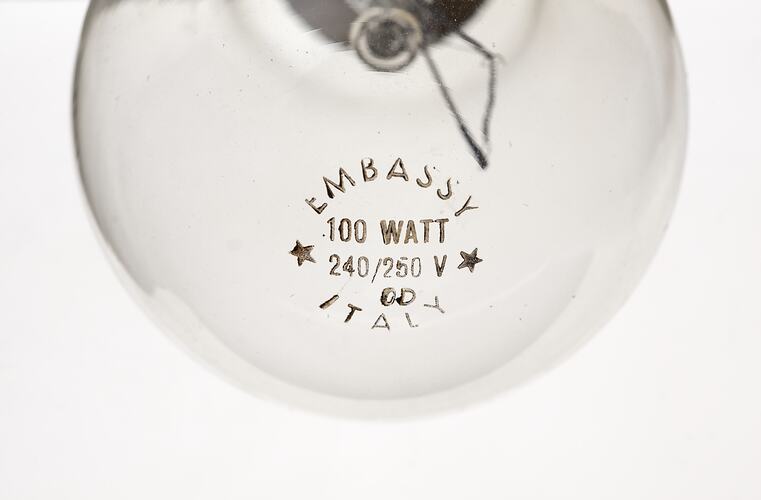 EMBASSY
100 WATT
240/250 V
OD
ITALY